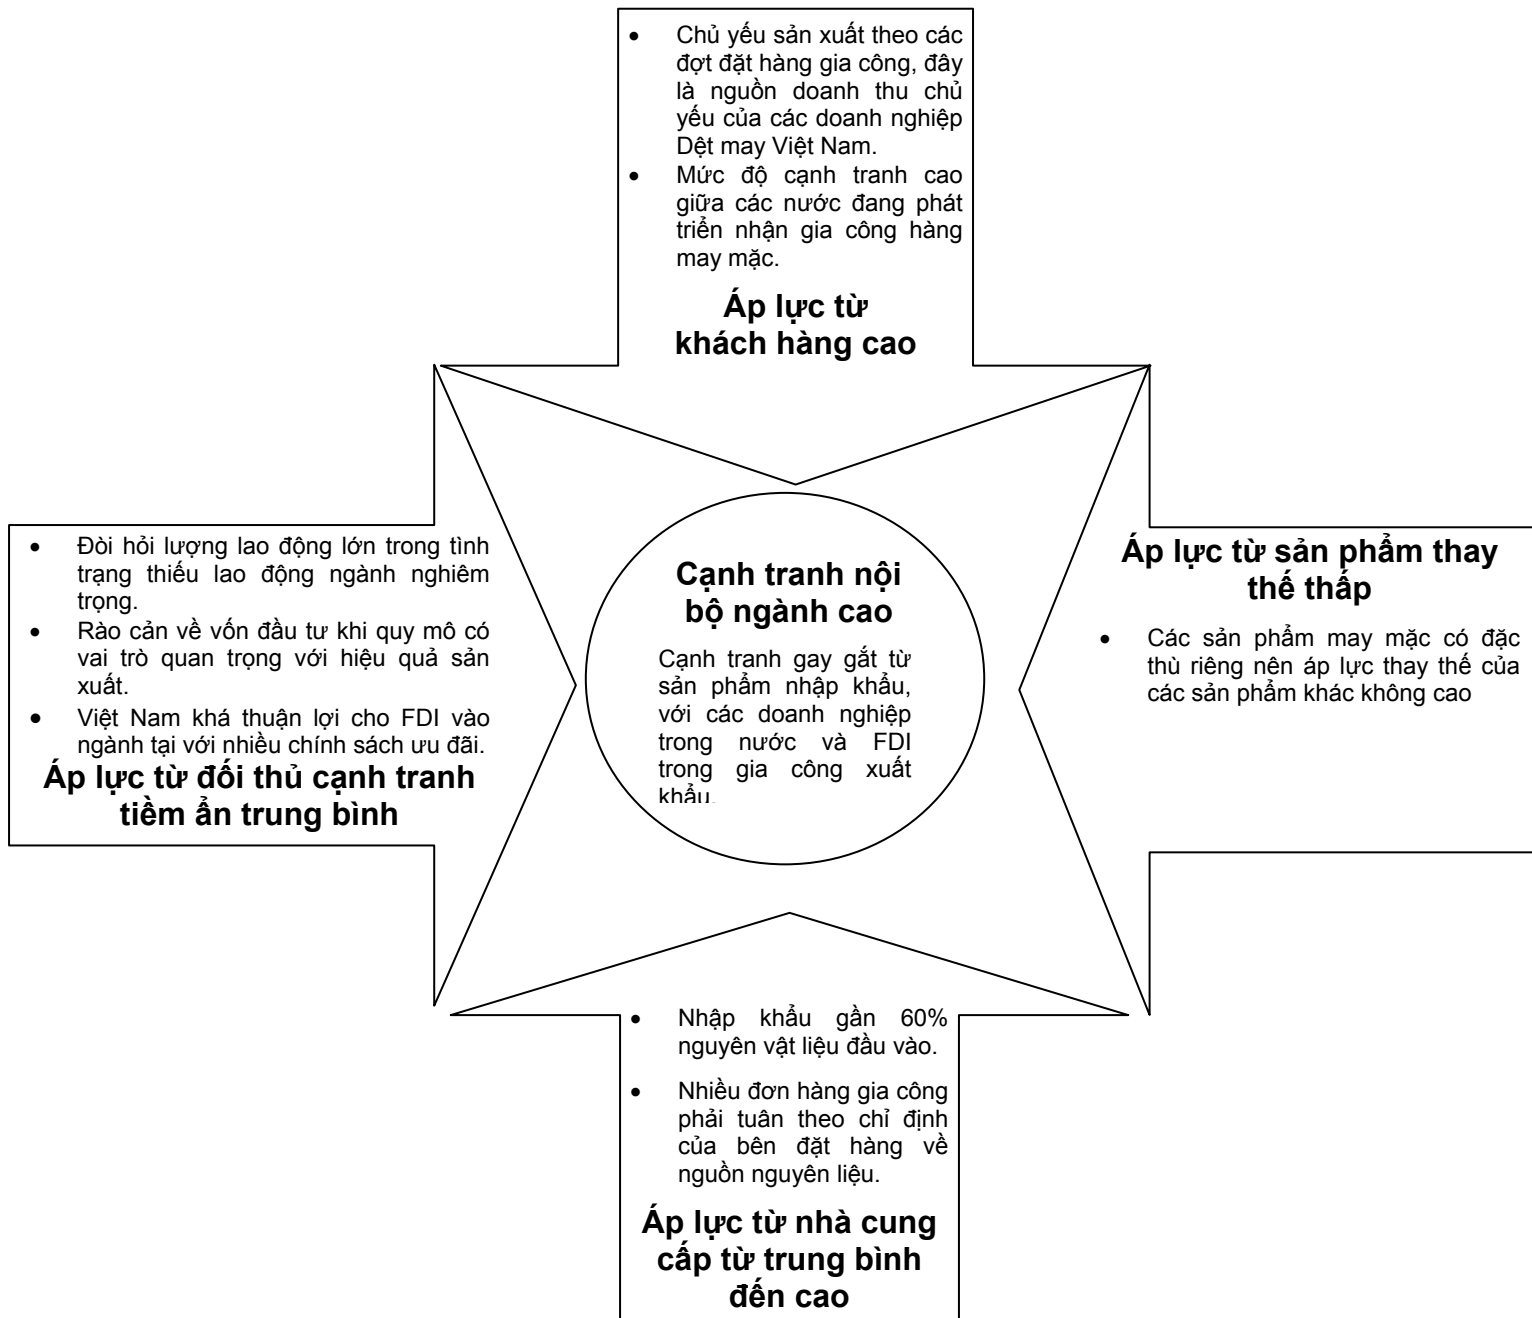 • Chủ yếu sản xuất theo các
đợt đặt hàng gia công, đây
là nguồn doanh thu chủ
yếu của các doanh nghiệp
Dệt may Việt Nam.
• Mức độ cạnh tranh cao
giữa các nước đang phát
triển nhận gia công hàng
may mặc.
Áp lực từ
khách hàng cao
• Đòi hỏi lượng lao động lớn trong tình
trạng thiếu lao động ngành nghiêm
trọng.
• Rào cản về vốn đầu tư khi quy mô có
vai trò quan trọng với hiệu quả sản
xuất.
• Việt Nam khá thuận lợi cho FDI vào
ngành tại với nhiều chính sách ưu đãi.
Áp lực từ đối thủ cạnh tranh
tiềm ẩn trung bình
Cạnh tranh nội
bộ ngành cao
Cạnh tranh gay gắt từ
sản phẩm nhập khẩu,
với các doanh nghiệp
trong nước và FDI
trong gia công xuất
khẩu.
Áp lực từ sản phẩm thay
thế thấp
• Các sản phẩm may mặc có đặc
thù riêng nên áp lực thay thế của
các sản phẩm khác không cao
• Nhập khẩu gần 60%
nguyên vật liệu đầu vào.
• Nhiều đơn hàng gia công
phải tuân theo chỉ định
của bên đặt hàng về
nguồn nguyên liệu.
Áp lực từ nhà cung
cấp từ trung bình
đến cao